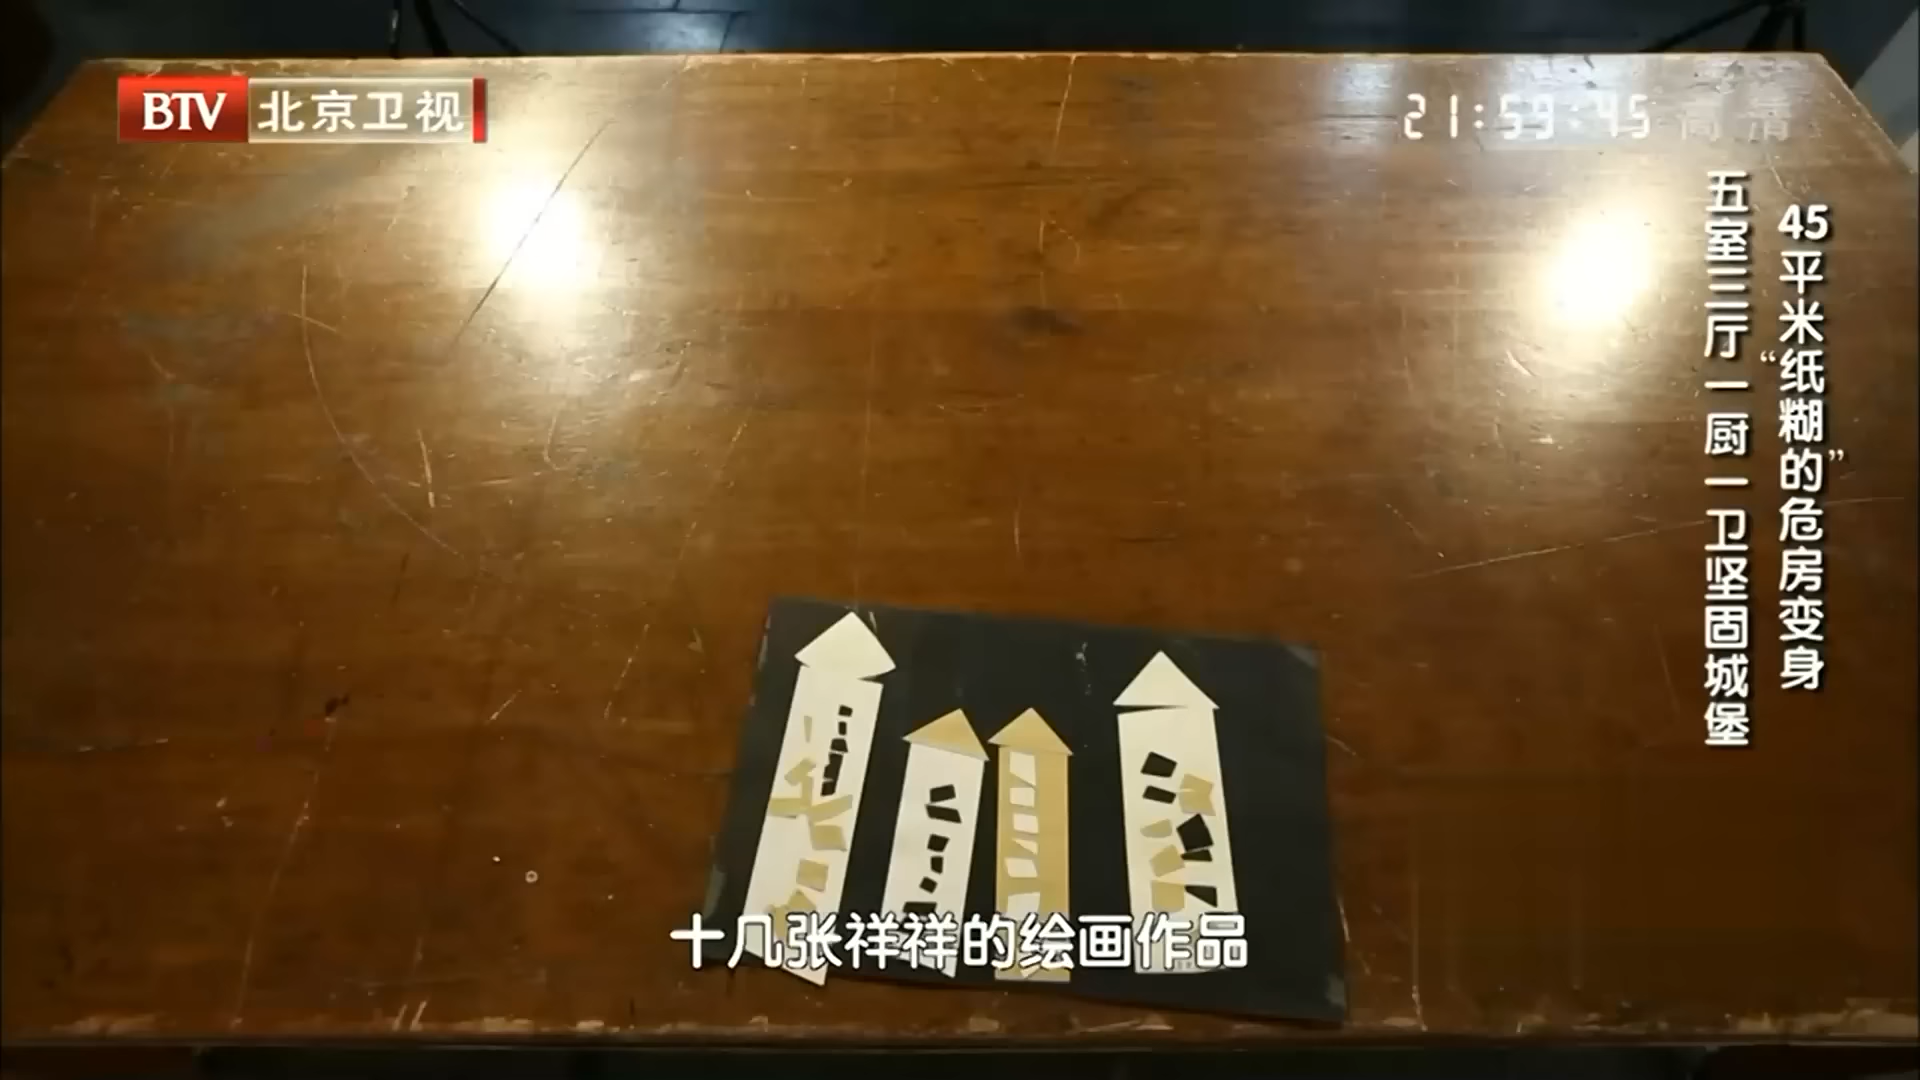 BTV 北京卫视
21:59:45 高清
45平米“纸糊的”危房变身
五室三厅一厨一卫坚固城堡
十几张祥祥的绘画作品